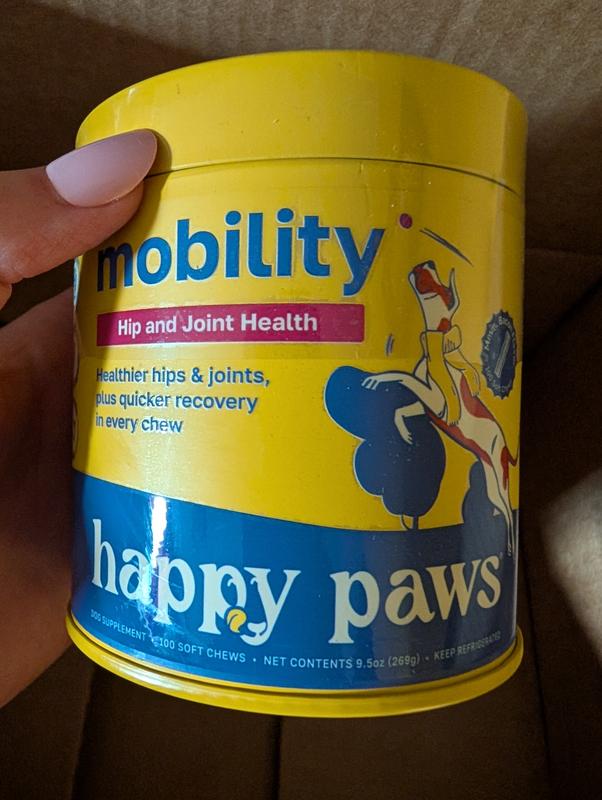 mobility
Hip and Joint Health
Healthier hips & joints,
plus quicker recovery
in every chew
happy paws
DOG SUPPLEMENT • 100 SOFT CHEWS • NET CONTENTS 9.5oz (269g) • KEEP REFRIGERATED